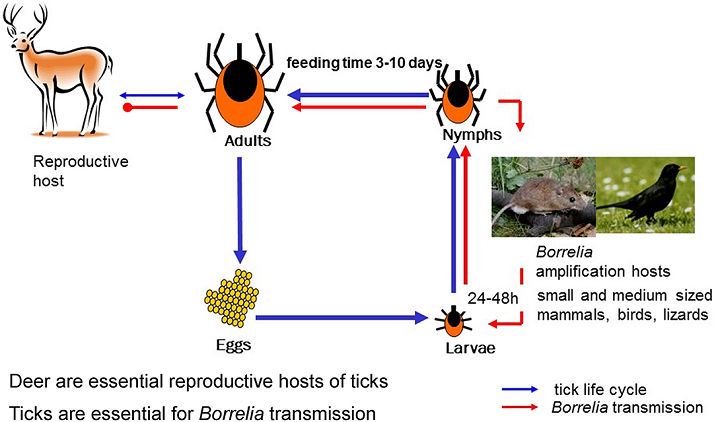 feeding time 3-10 days
Adults
Nymphs
Reproductive
host
Borrelia
amplification hosts
24-48h
small and medium sized
mammals, birds, lizards
Eggs
Larvae
Deer are essential reproductive hosts of ticks
Ticks are essential for Borrelia transmission
tick life cycle
Borrelia transmission